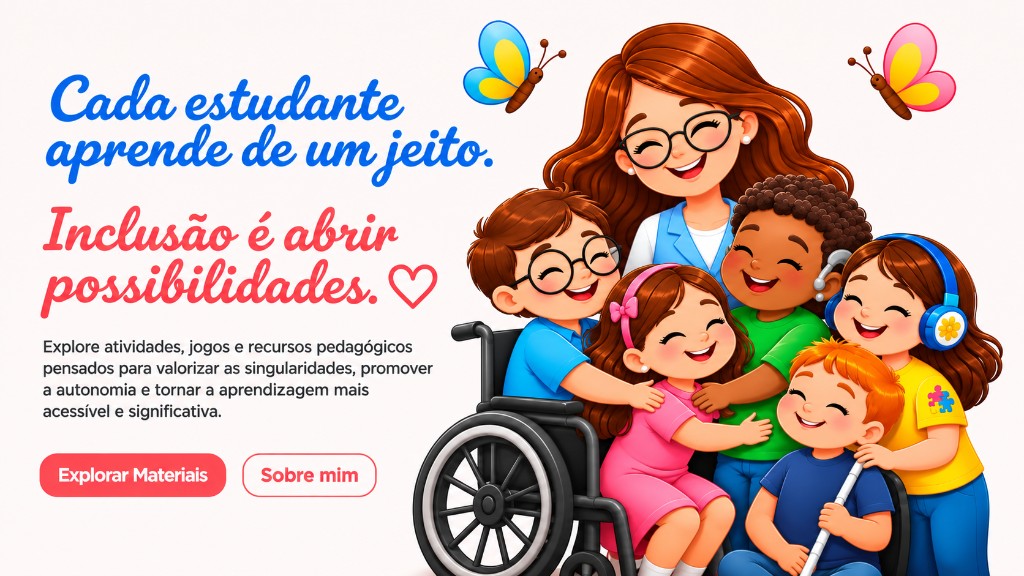 Cada estudante
aprende de um jeito.
Inclusão é abrir
possibilidades.
Explore atividades, jogos e recursos pedagógicos
pensados para valorizar as singularidades, promover
a autonomia e tornar a aprendizagem mais
acessível e significativa.
Explorar Materiais
Sobre mim